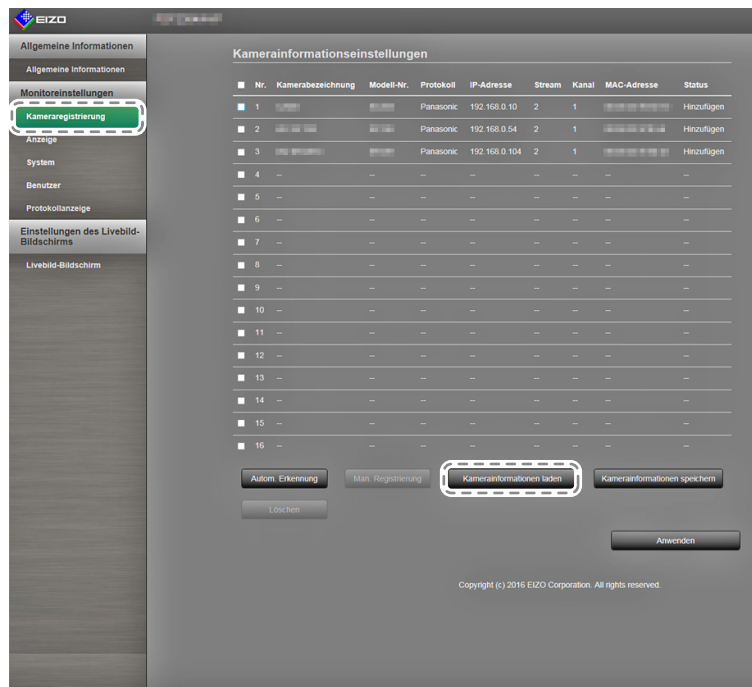 EIZO
Allgemeine Informationen
Allgemeine Informationen
Monitoreinstellungen
Kameraregistrierung
Anzeige
System
Benutzer
Protokollanzeige
Einstellungen des Livebild-
Bildschirms
Livebild-Bildschirm
Kamerainformationseinstellungen
Nr. Kamerabezeichnung Modell-Nr. Protokoll IP-Adresse Stream Kanal MAC-Adresse Status
1 Panasonic 192.168.0.10 2 1 Hinzufügen
2 Panasonic 192.168.0.54 2 1 Hinzufügen
3 Panasonic 192.168.0.104 2 1 Hinzufügen
4 -- -- -- -- -- -- -- --
5 -- -- -- -- -- -- -- --
6 -- -- -- -- -- -- -- --
7 -- -- -- -- -- -- -- --
8 -- -- -- -- -- -- -- --
9 -- -- -- -- -- -- -- --
10 -- -- -- -- -- -- -- --
11 -- -- -- -- -- -- -- --
12 -- -- -- -- -- -- -- --
13 -- -- -- -- -- -- -- --
14 -- -- -- -- -- -- -- --
15 -- -- -- -- -- -- -- --
16 -- -- -- -- -- -- -- --
Autom. Erkennung Man. Registrierung Kamerainformationen laden Kamerainformationen speichern
Löschen
Anwenden
Copyright (c) 2016 EIZO Corporation. All rights reserved.